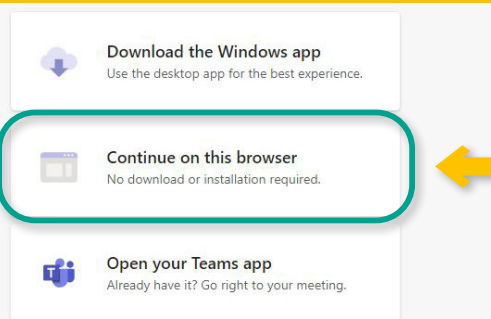 Download the Windows app
Use the desktop app for the best experience.
Continue on this browser
No download or installation required.
T
Open your Teams app
Already have it? Go right to your meeting.